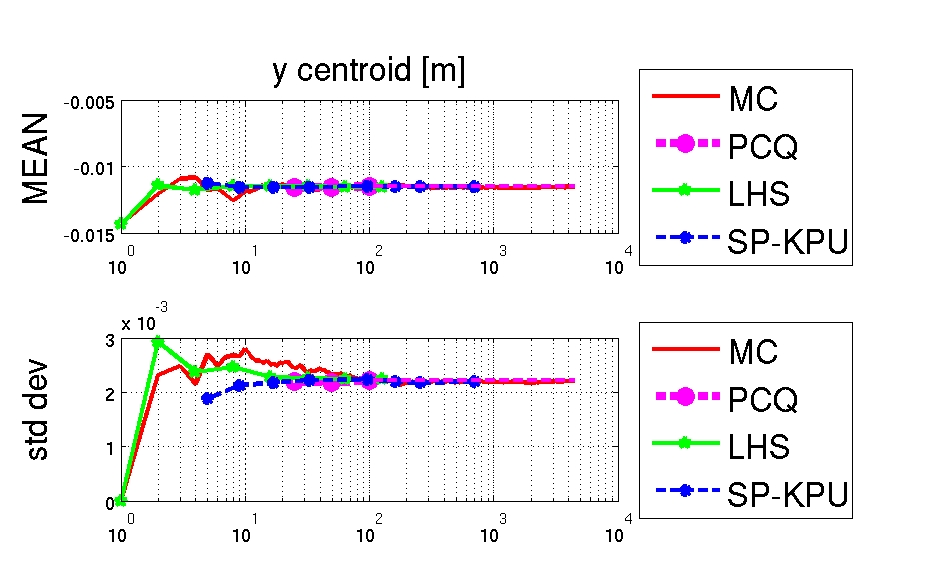 y centroid [m]
MEAN
-0.005
-0.01
-0.015
10^0 10^1 10^2 10^3 10^4
MC
PCQ
LHS
SP-KPU
x 10^-3
std dev
3
2
1
0
10^0 10^1 10^2 10^3 10^4
MC
PCQ
LHS
SP-KPU